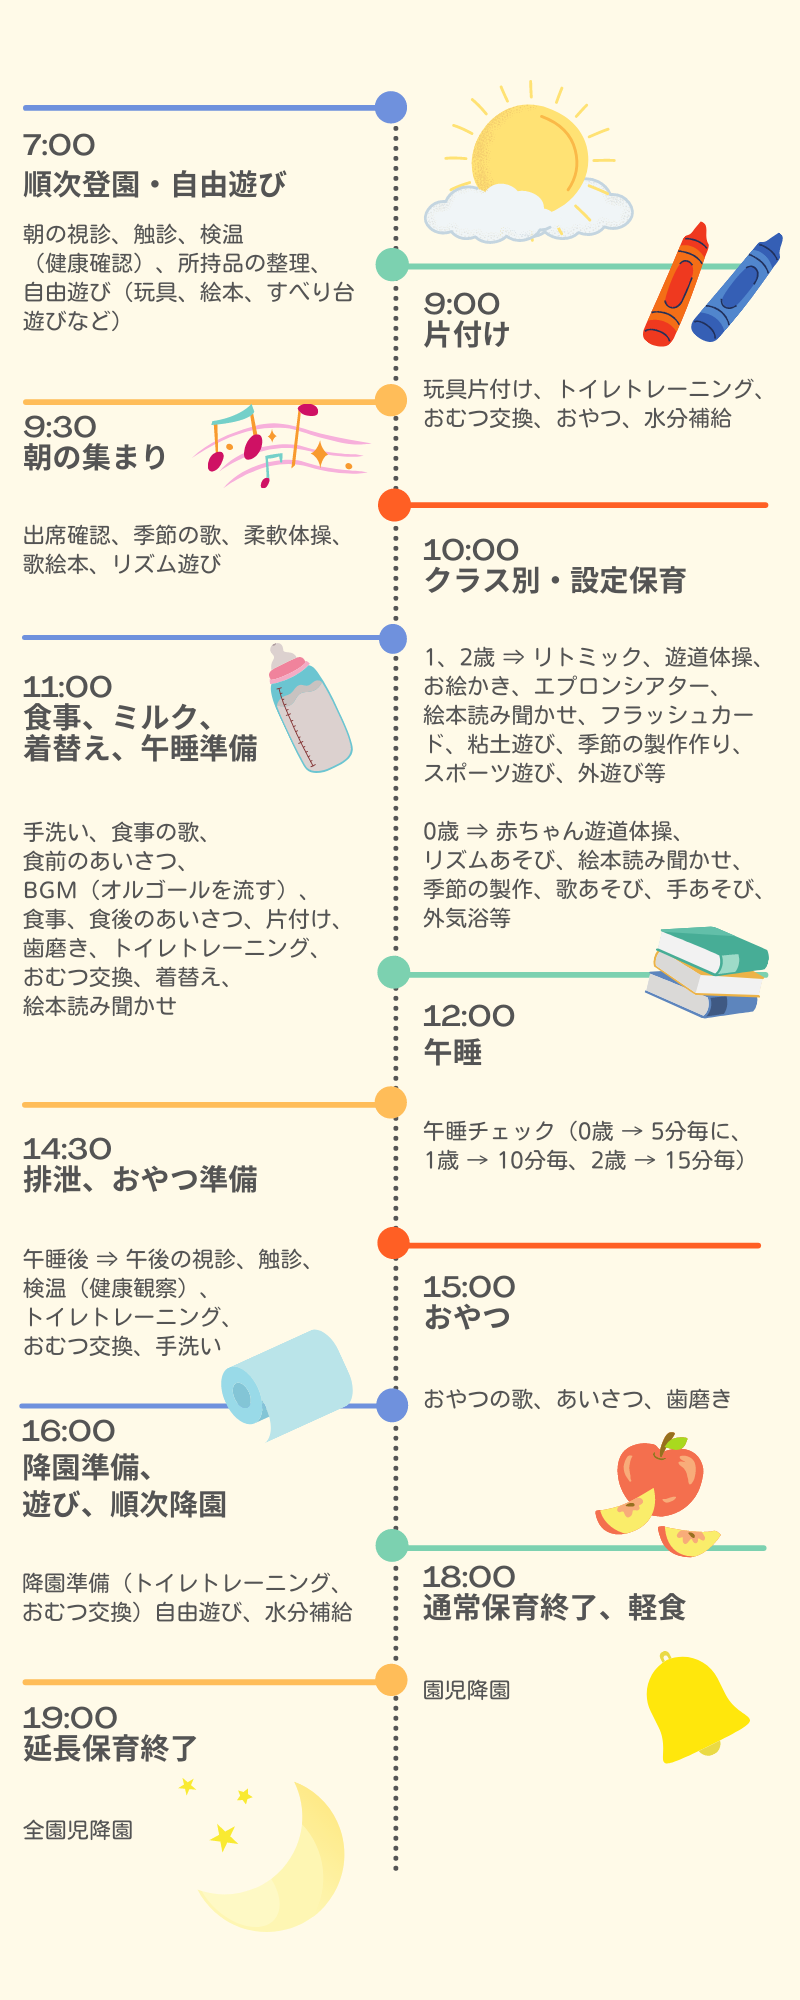 7:00
順次登園・自由遊び
朝の視診、触診、検温
（健康確認）、所持品の整理、
自由遊び（玩具、絵本、すべり台
遊びなど）
9:00
片付け
玩具片付け、トイレトレーニング、
おむつ交換、おやつ、水分補給
9:30
朝の集まり
出席確認、季節の歌、柔軟体操、
歌絵本、リズム遊び
10:00
クラス別・設定保育
1、2歳 ⇒ リトミック、遊道体操、
お絵かき、エプロンシアター、
絵本読み聞かせ、フラッシュカー
ド、粘土遊び、季節の製作作り、
スポーツ遊び、外遊び等
0歳 ⇒ 赤ちゃん遊道体操、
リズムあそび、絵本読み聞かせ、
季節の製作、歌あそび、手あそび、
外気浴等
11:00
食事、ミルク、
着替え、午睡準備
手洗い、食事の歌、
食前のあいさつ、
BGM（オルゴールを流す）、
食事、食後のあいさつ、片付け、
歯磨き、トイレトレーニング、
おむつ交換、着替え、
絵本読み聞かせ
12:00
午睡
午睡チェック（0歳 → 5分毎に、
1歳 → 10分毎、2歳 → 15分毎）
14:30
排泄、おやつ準備
午睡後 ⇒ 午後の視診、触診、
検温（健康観察）、
トイレトレーニング、
おむつ交換、手洗い
15:00
おやつ
おやつの歌、あいさつ、歯磨き
16:00
降園準備、
遊び、順次降園
降園準備（トイレトレーニング、
おむつ交換）自由遊び、水分補給
18:00
通常保育終了、軽食
園児降園
19:00
延長保育終了
全園児降園